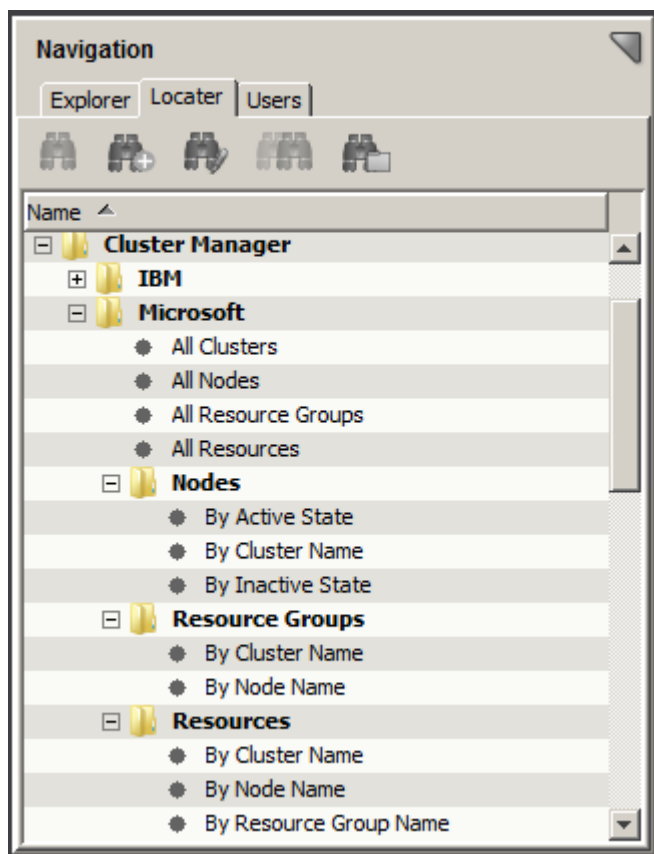 Navigation
Explorer Locater Users
Name
Cluster Manager
IBM
Microsoft
All Clusters
All Nodes
All Resource Groups
All Resources
Nodes
By Active State
By Cluster Name
By Inactive State
Resource Groups
By Cluster Name
By Node Name
Resources
By Cluster Name
By Node Name
By Resource Group Name